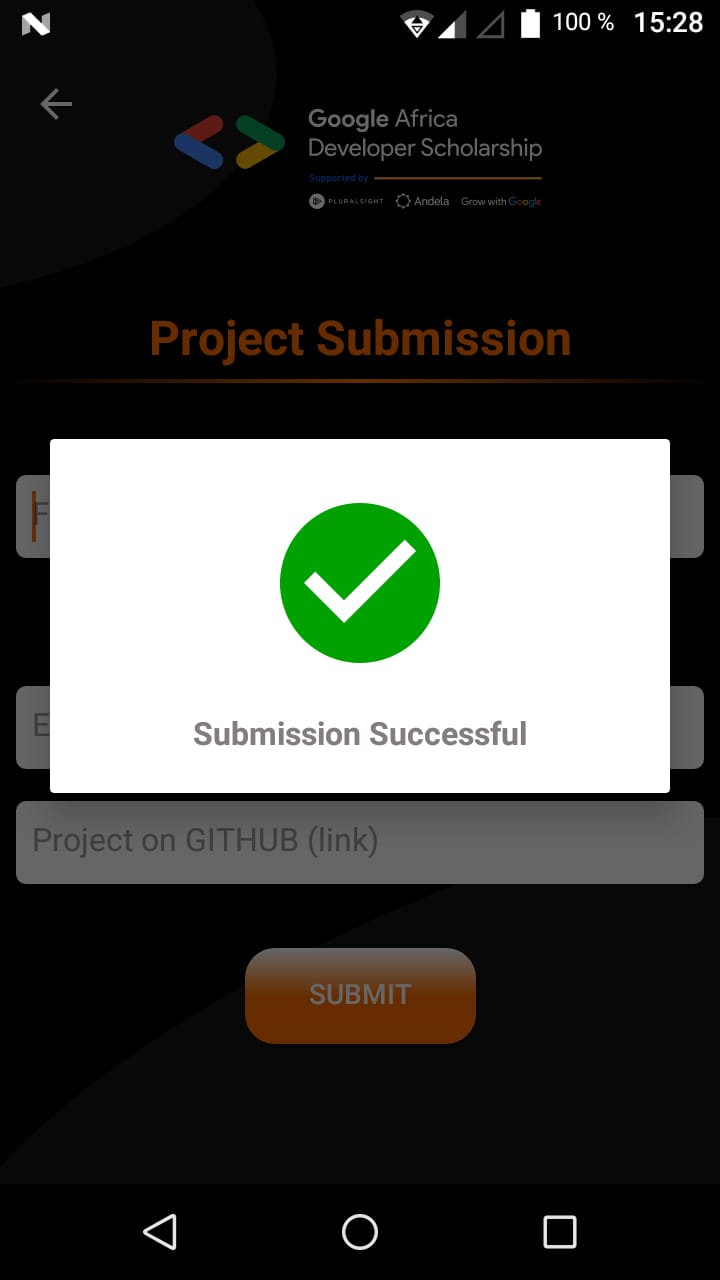 100 % 15:28
Google Africa
Developer Scholarship
Supported by
PLURALSIGHT Andela Grow with Google
Project Submission
F
E
Submission Successful
Project on GITHUB (link)
SUBMIT